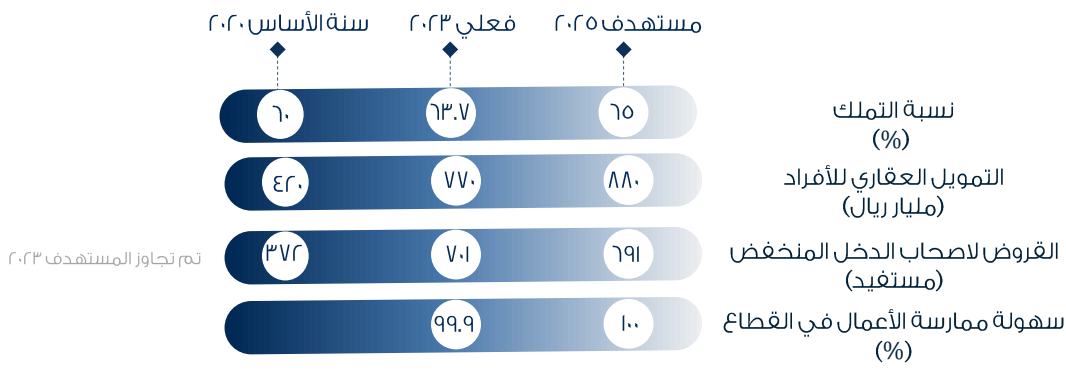 مستهدف ٢٠٢٥ فعلي ٢٠٢٣ سنة الأساس ٢٠٢٠
نسبة التملك ٦٥ ٦٣.٧ ٦٠
(%)
التمويل العقاري للأفراد ٨٨٠ ٧٧٠ ٤٢٠
(مليار ريال)
القروض لاصحاب الدخل المنخفض ٦٩١ ٧٠١ ٣٧٢ تم تجاوز المستهدف ٢٠٢٣
(مستفيد)
سهولة ممارسة الأعمال في القطاع ١٠٠ ٩٩.٩
(%)